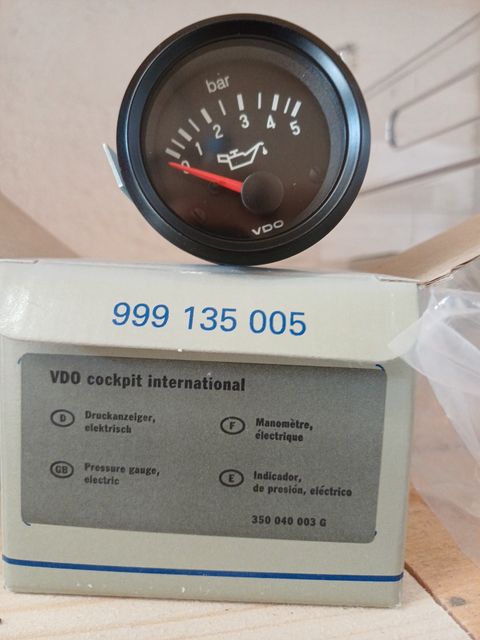 bar
0 1 2 3 4 5
VDO
999 135 005
VDO cockpit international
D Druckanzeiger,
elektrisch
F Manomètre,
électrique
GB Pressure gauge,
electric
E Indicador,
de presión, eléctrico
350 040 003 G